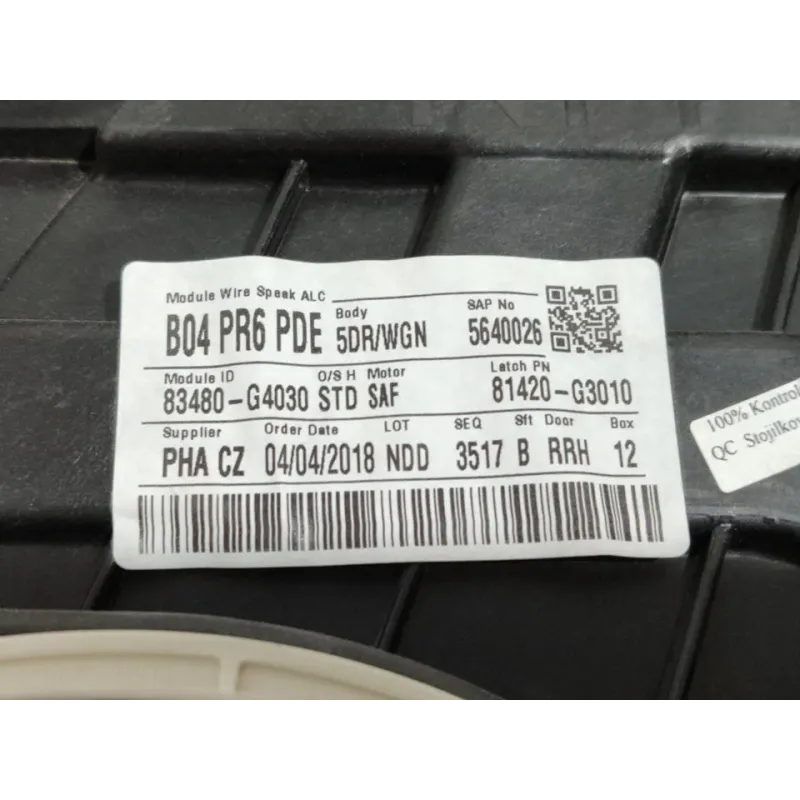 Module Wire Speak ALC
Body
SAP No
B04 PR6 PDE 5DR/WGN 5640026
Module ID O/S H Motor Latch PN
83480-G4030 STD SAF 81420-G3010
Supplier Order Date LOT SEQ Sft Door Box
PHA CZ 04/04/2018 NDD 3517 B RRH 12
100% Kontrol
QC Stojilkov